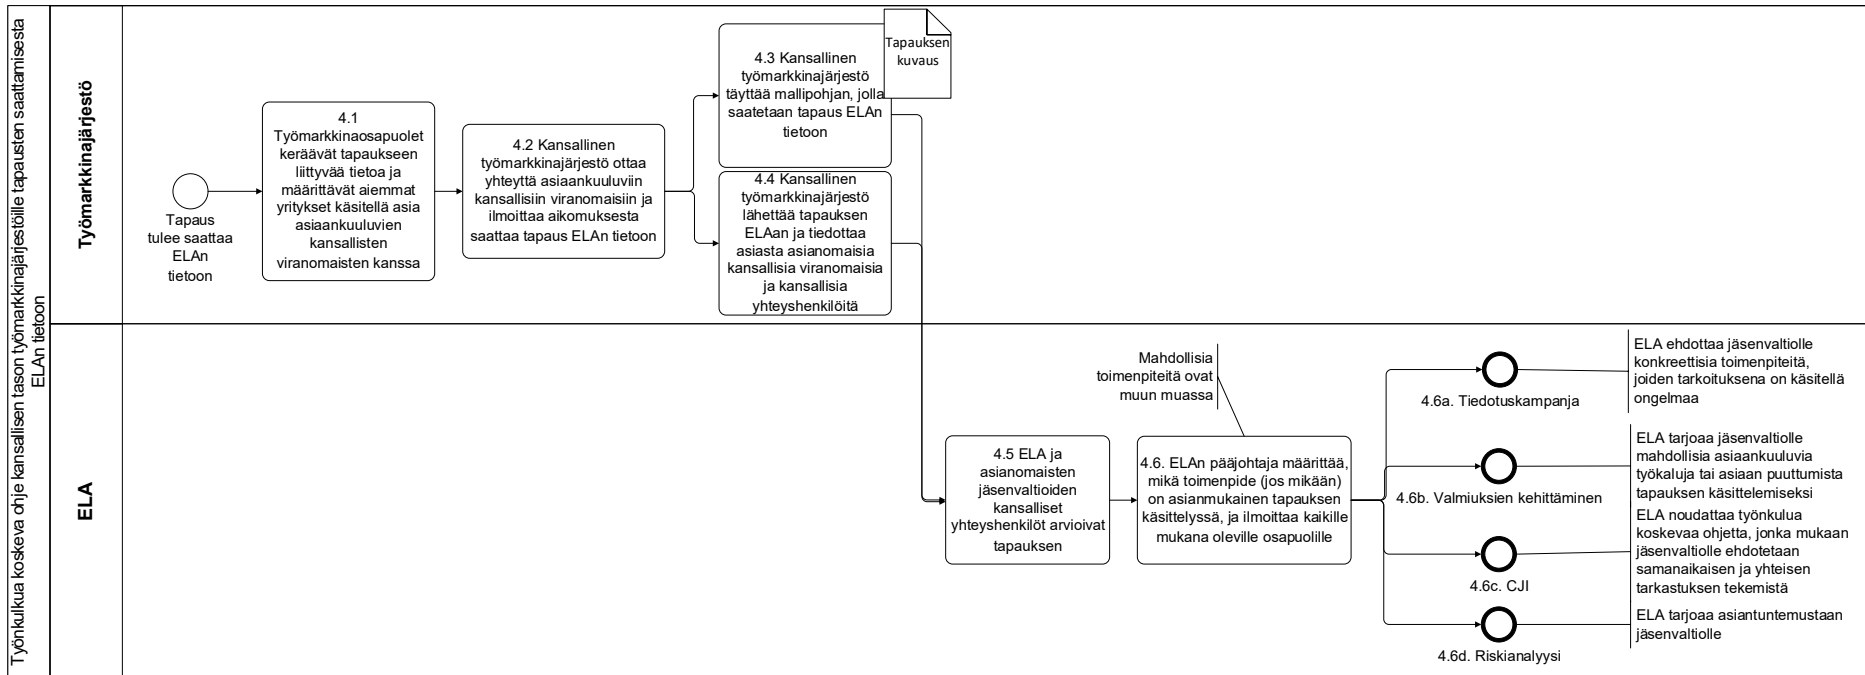 Työnkulkua koskeva ohje kansallisen tason työmarkkinajärjestöille tapausten saattamisesta
ELAn tietoon
Työmarkkinajärjestö
Tapaus
tulee saattaa
ELAn
tietoon
4.1
Työmarkkinaosapuolet
keräävät tapaukseen
liittyvää tietoa ja
määrittävät aiemmat
yritykset käsitellä asia
asiaankuuluvien
kansallisten
viranomaisten kanssa
4.2 Kansallinen
työmarkkinajärjestö ottaa
yhteyttä asiaankuuluviin
kansallisiin viranomaisiin ja
ilmoittaa aikomuksesta
saattaa tapaus ELAn tietoon
4.3 Kansallinen
työmarkkinajärjestö
täyttää mallipohjan, jolla
saatetaan tapaus ELAn
tietoon
Tapauksen
kuvaus
4.4 Kansallinen
työmarkkinajärjestö
lähettää tapauksen
ELAan ja tiedottaa
asiasta asianomaisia
kansallisia viranomaisia
ja kansallisia
yhteyshenkilöitä
ELA
4.5 ELA ja
asianomaisten
jäsenvaltioiden
kansalliset
yhteyshenkilöt arvioivat
tapauksen
Mahdollisia
toimenpiteitä ovat
muun muassa
4.6. ELAn pääjohtaja määrittää,
mikä toimenpide (jos mikään)
on asianmukainen tapauksen
käsittelyssä, ja ilmoittaa kaikille
mukana oleville osapuolille
4.6a. Tiedotuskampanja
ELA ehdottaa jäsenvaltiolle
konkreettisia toimenpiteitä,
joiden tarkoituksena on käsitellä
ongelmaa
4.6b. Valmiuksien kehittäminen
ELA tarjoaa jäsenvaltiolle
mahdollisia asiaankuuluvia
työkaluja tai asiaan puuttumista
tapauksen käsittelemiseksi
4.6c. CJI
ELA noudattaa työnkulua
koskevaa ohjetta, jonka mukaan
jäsenvaltiolle ehdotetaan
samanaikaisen ja yhteisen
tarkastuksen tekemistä
4.6d. Riskianalyysi
ELA tarjoaa asiantuntemustaan
jäsenvaltiolle